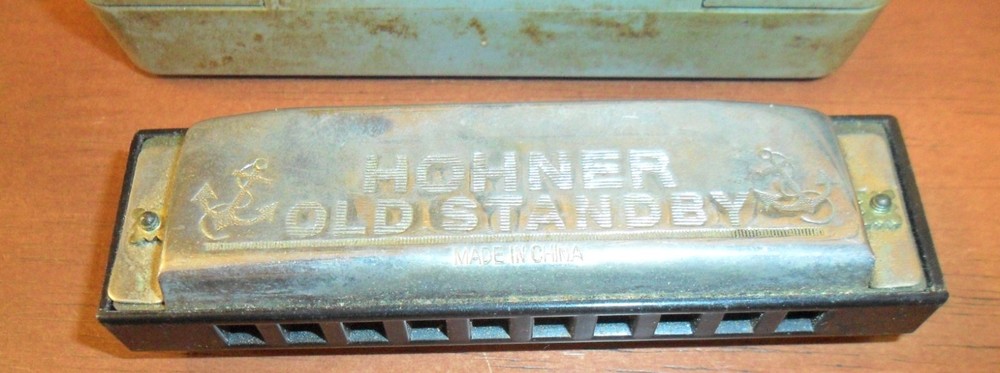 HOHNER
OLD STANDBY
MADE IN CHINA